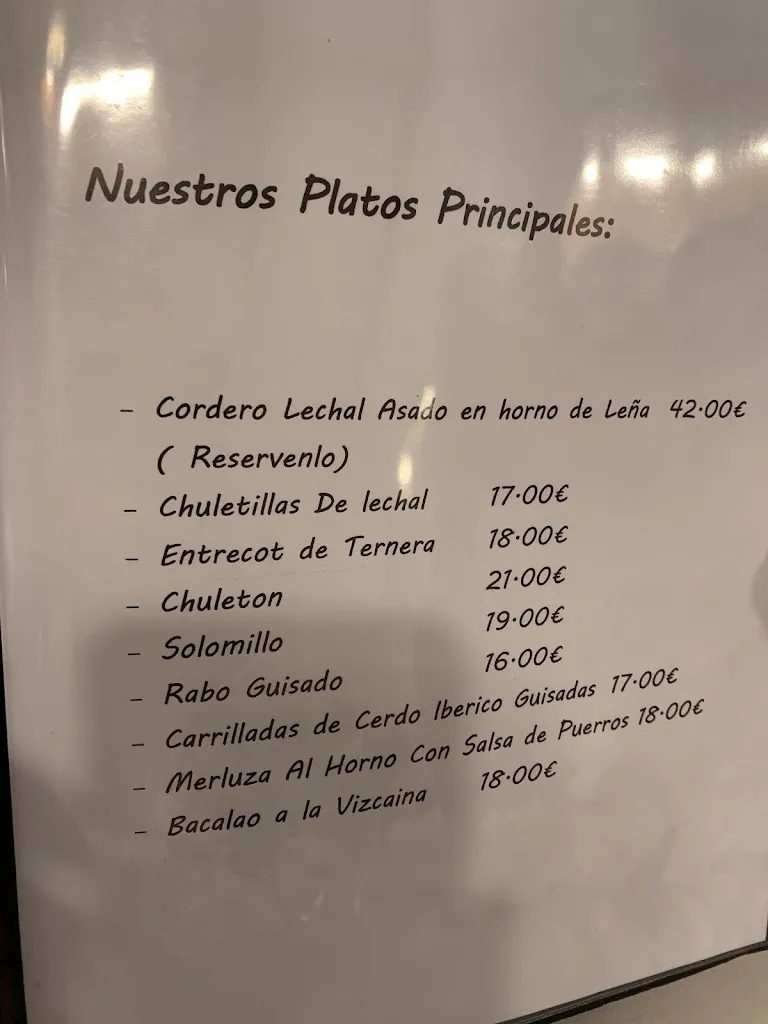 Nuestros Platos Principales:
- Cordero Lechal Asado en horno de Leña 42.00€
( Reservenlo)
- Chuletillas De lechal 17.00€
- Entrecot de Ternera 18.00€
- Chuleton 21.00€
- Solomillo 19.00€
- Rabo Guisado 16.00€
- Carrilladas de Cerdo Iberico Guisadas 17.00€
- Merluza Al Horno Con Salsa de Puerros 18.00€
- Bacalao a la Vizcaina 18.00€